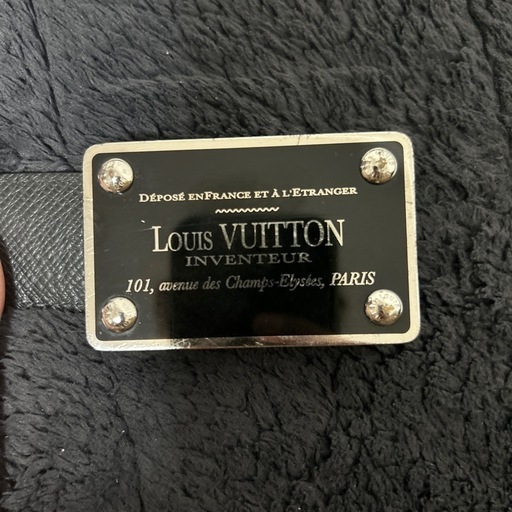 DÉPOSÉ ENFRANCE ET À L'ETRANGER
LOUIS VUITTON
INVENTEUR
101, avenue des Champs-Elysées, PARIS